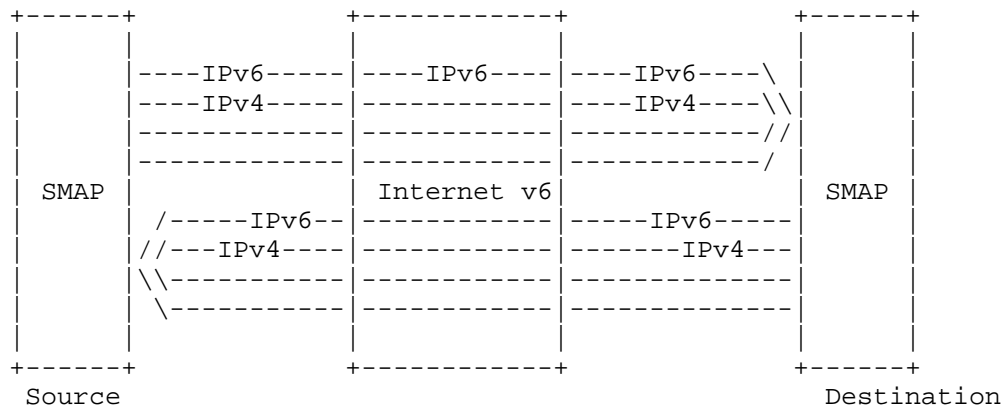 +------+            +------------+             +------+
|      |            |            |             |      |
|      |----IPv6-----|----IPv6----|----IPv6----\ |      |
|      |----IPv4-----|------------|----IPv4----\\|      |
|      |-------------|------------|------------//|      |
|      |-------------|------------|------------/ |      |
| SMAP |             | Internet v6|              | SMAP |
|      | /-----IPv6--|------------|-----IPv6-----|      |
|      |//---IPv4----|------------|-------IPv4---|      |
|      |\\-----------|------------|--------------|      |
|      | \-----------|------------|--------------|      |
|      |             |            |              |      |
+------+             +------------+              +------+
Source                                            Destination